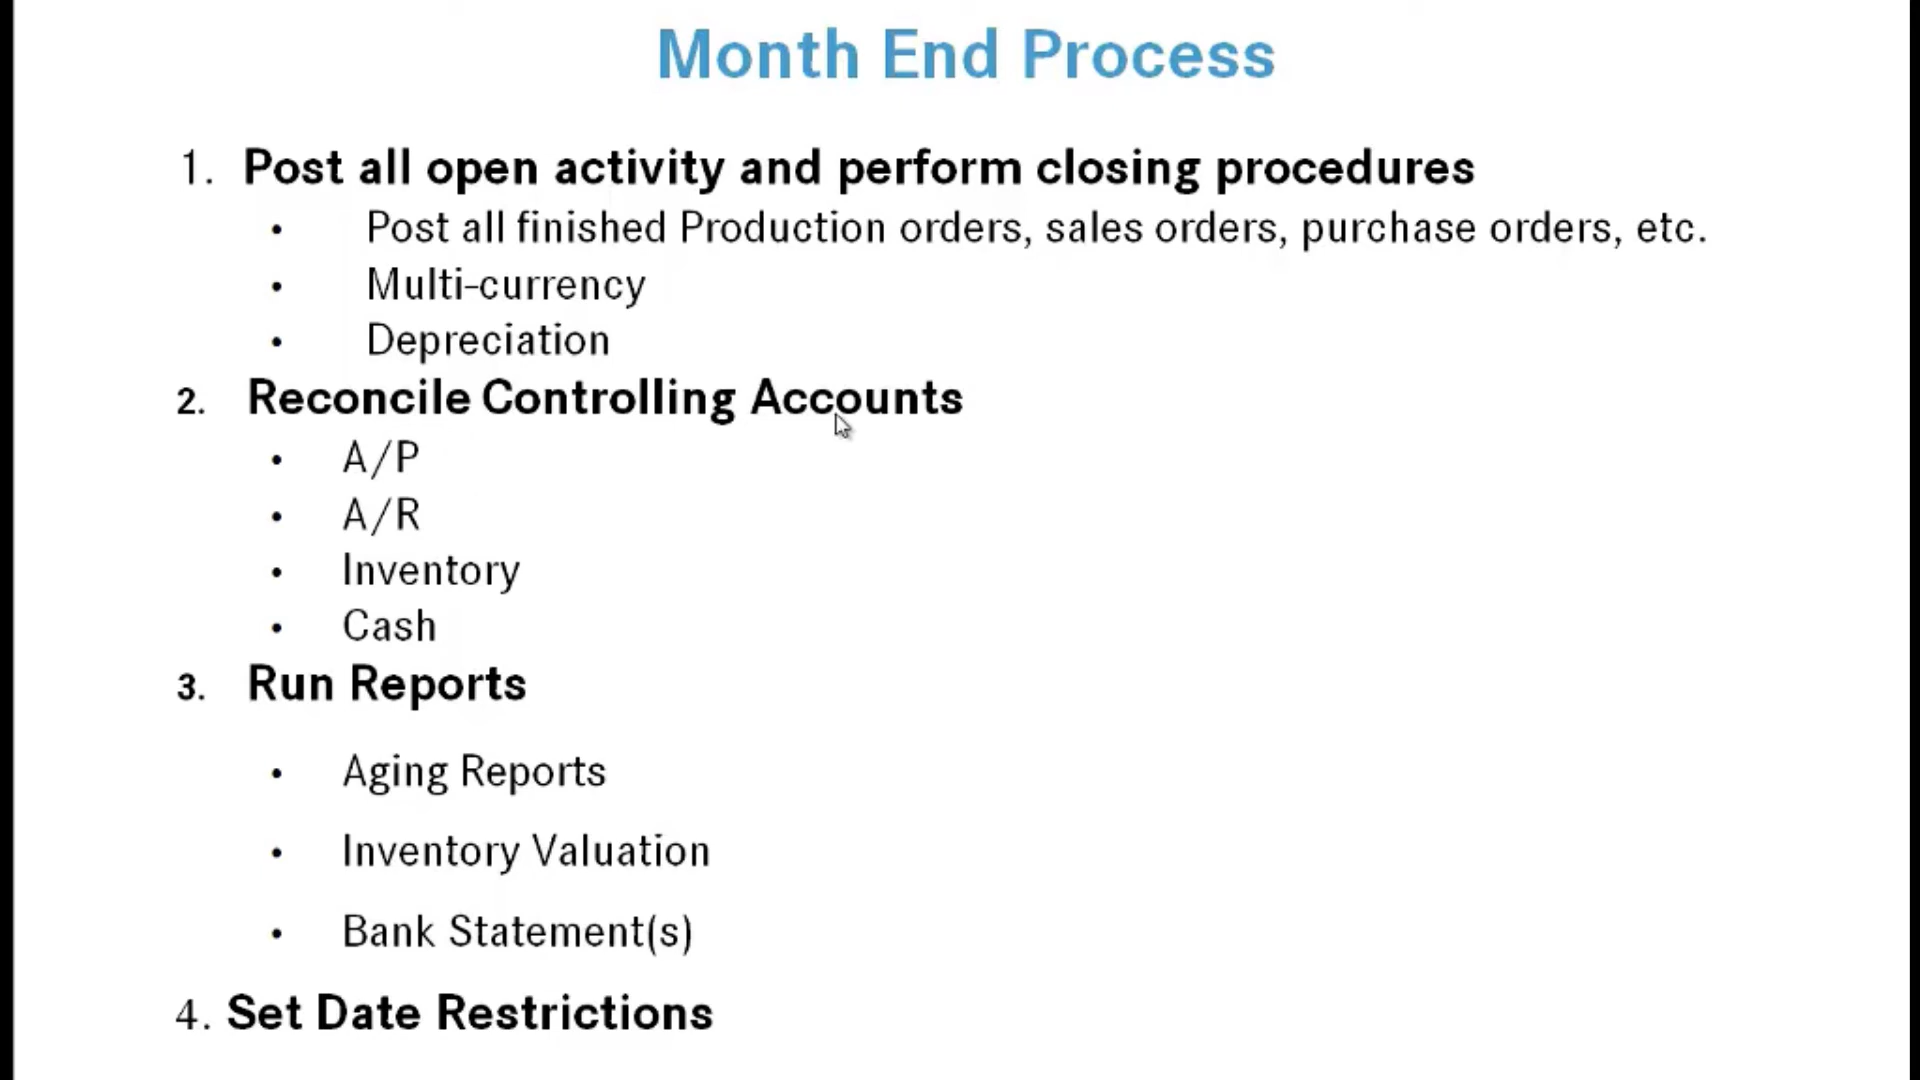 Month End Process
1. Post all open activity and perform closing procedures
• Post all finished Production orders, sales orders, purchase orders, etc.
• Multi-currency
• Depreciation
2. Reconcile Controlling Accounts
• A/P
• A/R
• Inventory
• Cash
3. Run Reports
• Aging Reports
• Inventory Valuation
• Bank Statement(s)
4. Set Date Restrictions